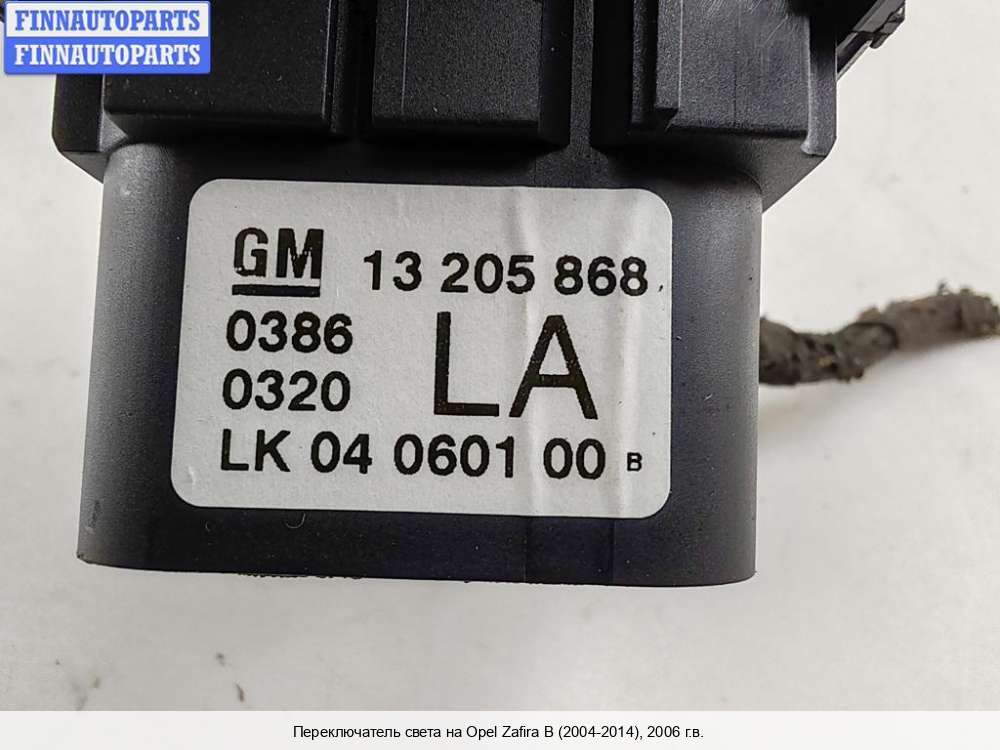 FINNAUTOPARTS
FINNAUTOPARTS
GM 13 205 868
0386
0320
LA
LK 04 0601 00 B
Переключатель света на Opel Zafira B (2004-2014), 2006 г.в.